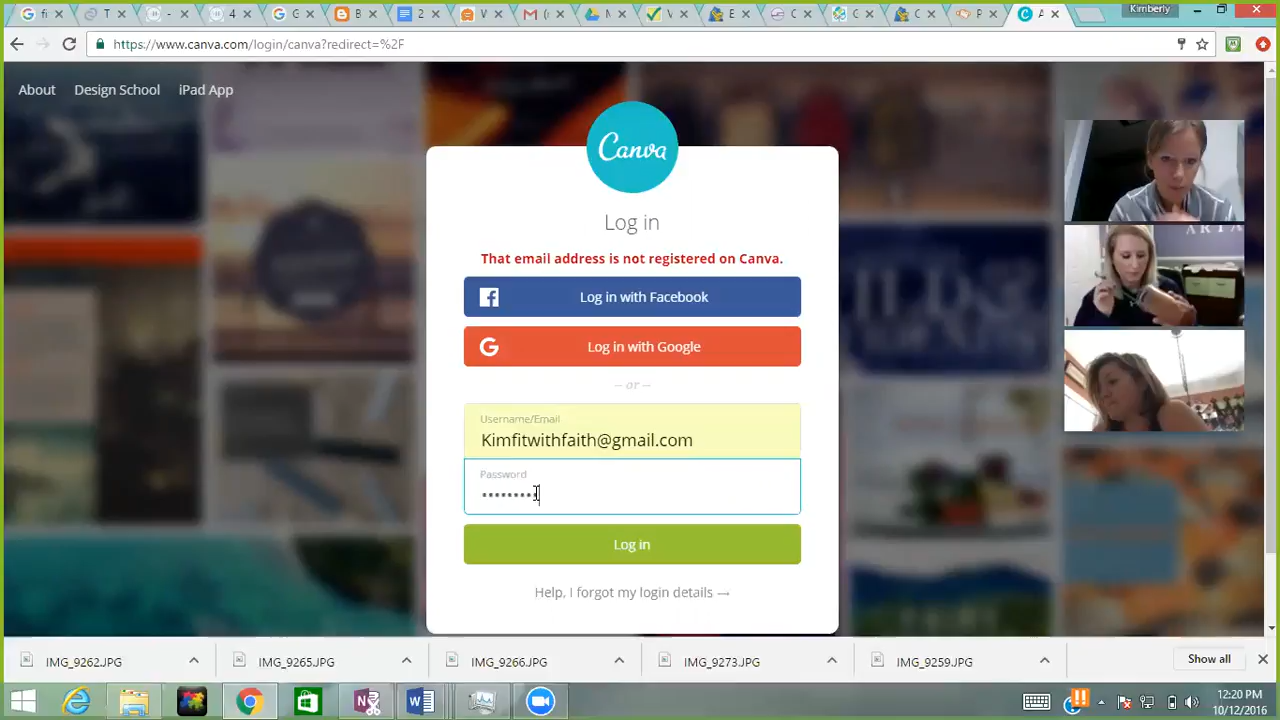 Kimberly
https://www.canva.com/login/canva?redirect=%2F
About Design School iPad App
Canva
Log in
That email address is not registered on Canva.
Log in with Facebook
G Log in with Google
-- or --
Username/Email
Kimfitwithfaith@gmail.com
Password
Log in
Help, I forgot my login details →
IMG_9262.JPG IMG_9265.JPG IMG_9266.JPG IMG_9273.JPG IMG_9259.JPG Show all
12:20 PM
10/12/2016